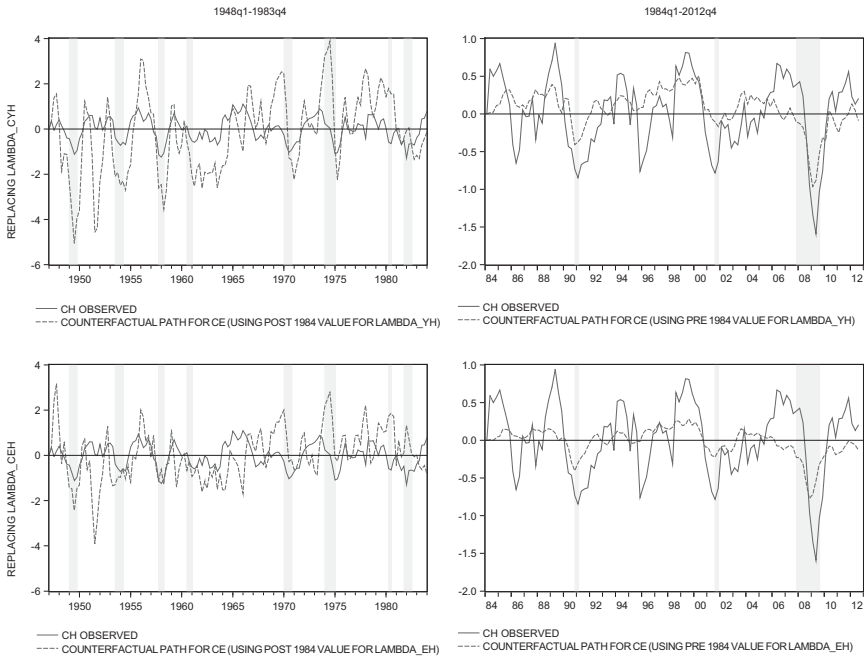 1948q1-1983q4
1984q1-2012q4
REPLACING LAMBDA_CYH
4
2
0
-2
-4
-6
1950 1955 1960 1965 1970 1975 1980
CH OBSERVED
COUNTERFACTUAL PATH FOR CE (USING POST 1984 VALUE FOR LAMBDA_YH)
1.0
0.5
0.0
-0.5
-1.0
-1.5
-2.0
84 86 88 90 92 94 96 98 00 02 04 06 08 10 12
CH OBSERVED
COUNTERFACTUAL PATH FOR CE (USING PRE 1984 VALUE FOR LAMBDA_YH)
REPLACING LAMBDA_CEH
4
2
0
-2
-4
-6
1950 1955 1960 1965 1970 1975 1980
CH OBSERVED
COUNTERFACTUAL PATH FOR CE (USING POST 1984 VALUE FOR LAMBDA_EH)
1.0
0.5
0.0
-0.5
-1.0
-1.5
-2.0
84 86 88 90 92 94 96 98 00 02 04 06 08 10 12
CH OBSERVED
COUNTERFACTUAL PATH FOR CE (USING PRE 1984 VALUE FOR LAMBDA_EH)